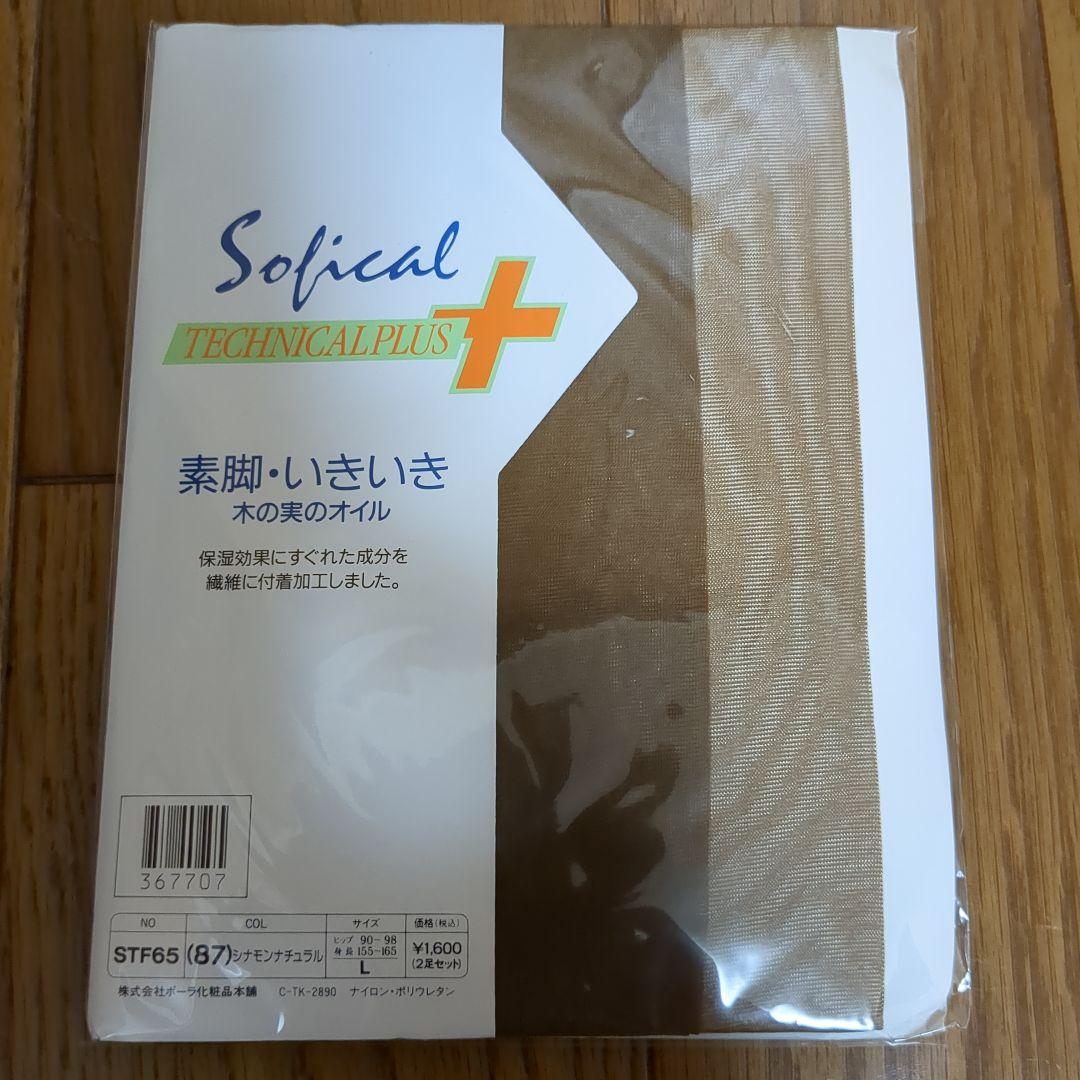 Sofical
TECHNICALPLUS
素脚・いきいき
木の実のオイル
保湿効果にすぐれた成分を
繊維に付着加工しました。
367707
NO COL サイズ 価格(税込)
STF65 (87)シナモンナチュラル ヒップ 90－98 身長 155～165 L ¥1,600 (2足セット)
株式会社ポーラ化粧品本舗 C-TK-2890 ナイロン・ポリウレタン